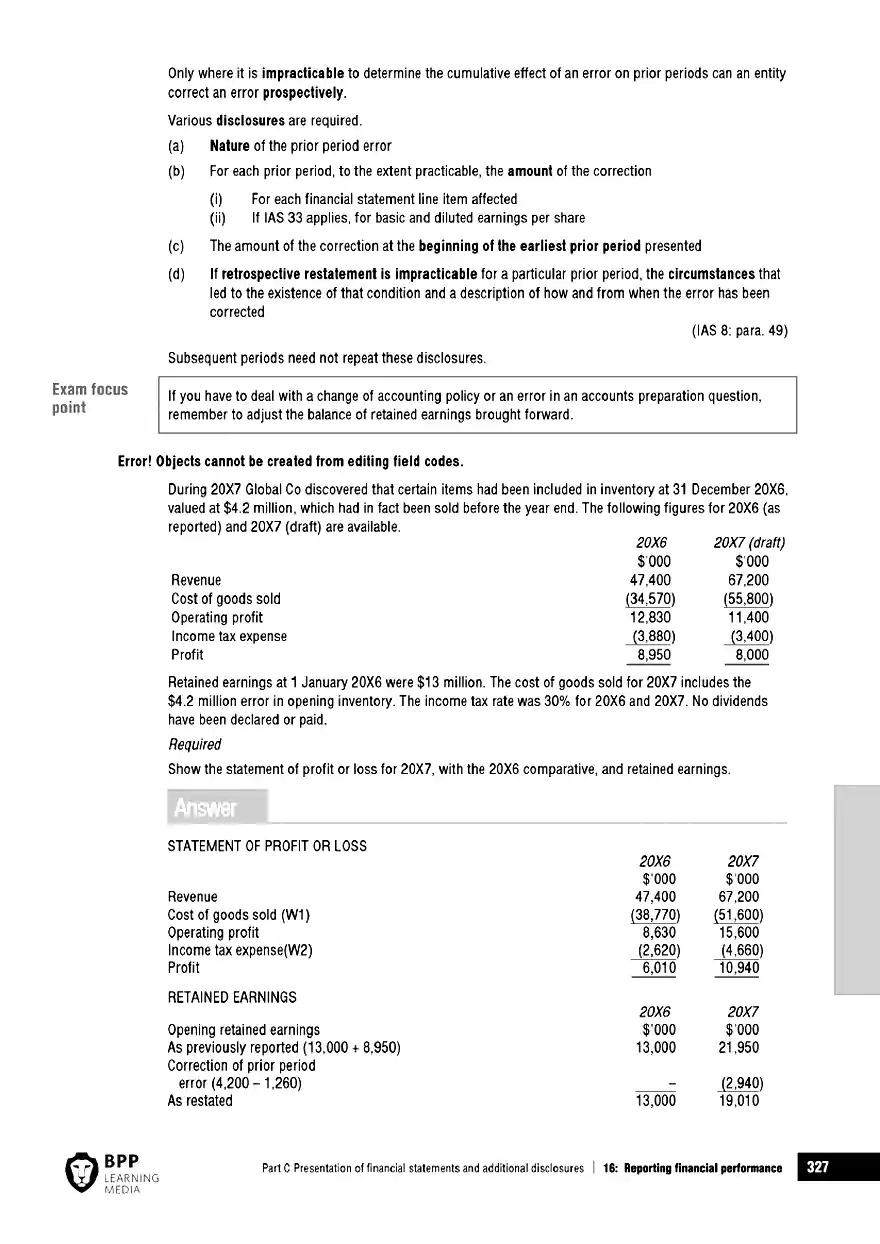 Only where it is impracticable to determine the cumulative effect of an error on prior periods can an entity
correct an error prospectively.
Various disclosures are required.
(a) Nature of the prior period error
(b) For each prior period, to the extent practicable, the amount of the correction
(i) For each financial statement line item affected
(ii) If IAS 33 applies, for basic and diluted earnings per share
(c) The amount of the correction at the beginning of the earliest prior period presented
(d) If retrospective restatement is impracticable for a particular prior period, the circumstances that
led to the existence of that condition and a description of how and from when the error has been
corrected
(IAS 8: para. 49)
Subsequent periods need not repeat these disclosures.
Exam focus
point
If you have to deal with a change of accounting policy or an error in an accounts preparation question,
remember to adjust the balance of retained earnings brought forward.
Error! Objects cannot be created from editing field codes.
During 20X7 Global Co discovered that certain items had been included in inventory at 31 December 20X6,
valued at $4.2 million, which had in fact been sold before the year end. The following figures for 20X6 (as
reported) and 20X7 (draft) are available.
20X6 20X7 (draft)
$'000 $'000
Revenue 47,400 67,200
Cost of goods sold (34,570) (55,800)
Operating profit 12,830 11,400
Income tax expense (3,880) (3,400)
Profit 8,950 8,000
Retained earnings at 1 January 20X6 were $13 million. The cost of goods sold for 20X7 includes the
$4.2 million error in opening inventory. The income tax rate was 30% for 20X6 and 20X7. No dividends
have been declared or paid.
Required
Show the statement of profit or loss for 20X7, with the 20X6 comparative, and retained earnings.
Answer
STATEMENT OF PROFIT OR LOSS
20X6 20X7
$'000 $'000
Revenue 47,400 67,200
Cost of goods sold (W1) (38,770) (51,600)
Operating profit 8,630 15,600
Income tax expense(W2) (2,620) (4,660)
Profit 6,010 10,940
RETAINED EARNINGS
20X6 20X7
Opening retained earnings $'000 $'000
As previously reported (13,000 + 8,950) 13,000 21,950
Correction of prior period
error (4,200 – 1,260) – (2,940)
As restated 13,000 19,010
BPP
LEARNING
MEDIA
Part C Presentation of financial statements and additional disclosures | 16: Reporting financial performance 327